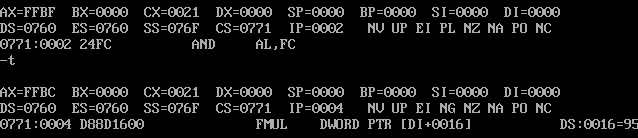 AX=FFBF BX=0000 CX=0021 DX=0000 SP=0000 BP=0000 SI=0000 DI=0000
DS=0760 ES=0760 SS=076F CS=0771 IP=0002 NV UP EI PL NZ NA PO NC
0771:0002 24FC AND AL,FC
-t
AX=FFBC BX=0000 CX=0021 DX=0000 SP=0000 BP=0000 SI=0000 DI=0000
DS=0760 ES=0760 SS=076F CS=0771 IP=0004 NV UP EI NG NZ NA PO NC
0771:0004 D88D1600 FMUL DWORD PTR [DI+0016] DS:0016=95